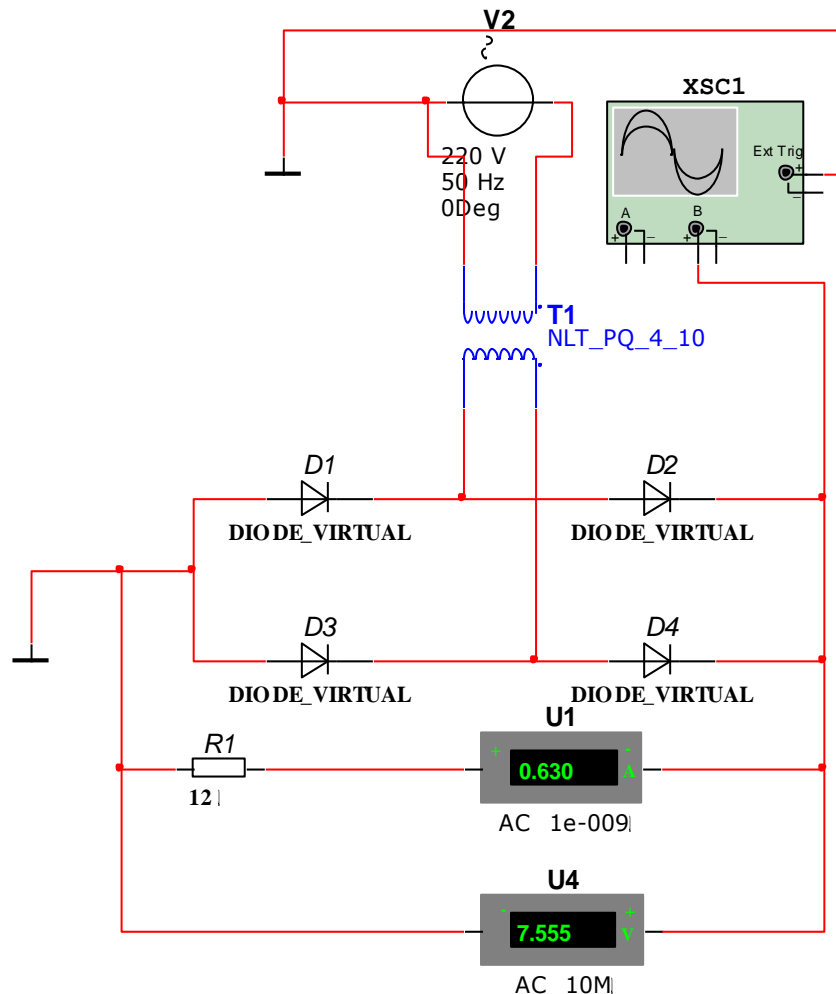 V2
220 V
50 Hz
0Deg
XSC1
Ext Trig
+
_
A
B
+
_
+
_
T1
NLT_PQ_4_10
D1
DIODE_VIRTUAL
D2
DIODE_VIRTUAL
D3
DIODE_VIRTUAL
D4
DIODE_VIRTUAL
R1
12
U1
+
-
0.630
A
AC 1e-009
U4
-
+
7.555
V
AC 10M